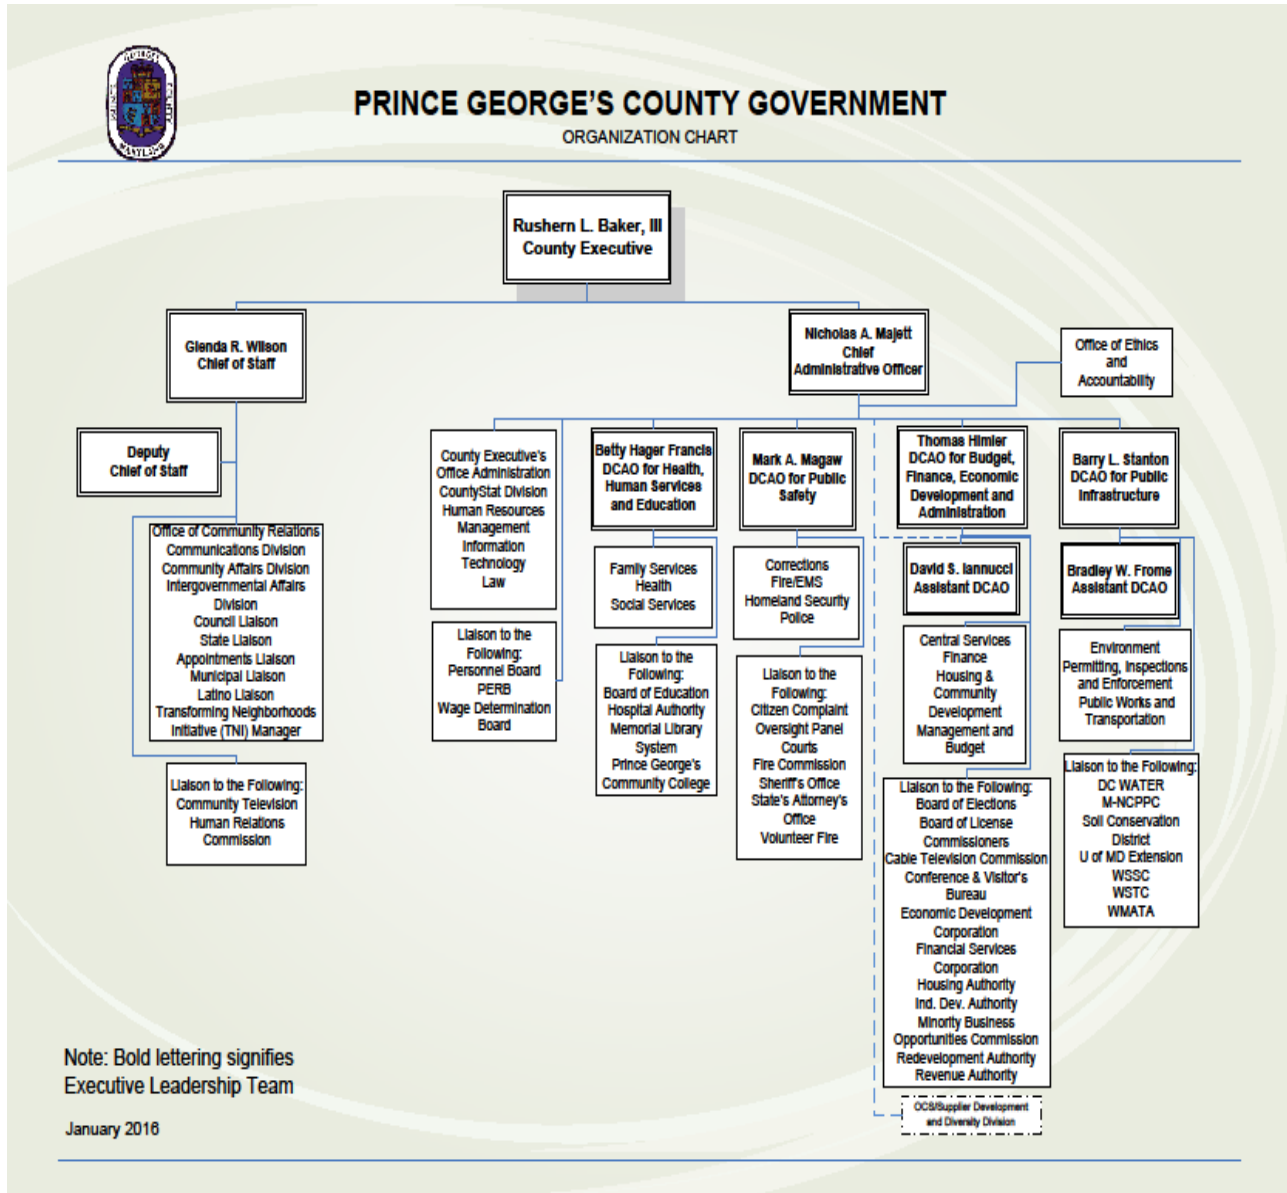 PRINCE GEORGE'S COUNTY GOVERNMENT
ORGANIZATION CHART
Rushern L. Baker, III
County Executive
Glenda R. Wilson
Chief of Staff
Nicholas A. Majett
Chief
Administrative Officer
Office of Ethics
and
Accountability
Deputy
Chief of Staff
Office of Community Relations
Communications Division
Community Affairs Division
Intergovernmental Affairs
Division
Council Liaison
State Liaison
Appointments Liaison
Municipal Liaison
Latino Liaison
Transforming Neighborhoods
Initiative (TNI) Manager
Liaison to the Following:
Community Television
Human Relations
Commission
County Executive's
Office Administration
CountyStat Division
Human Resources
Management
Information
Technology
Law
Liaison to the
Following:
Personnel Board
PERB
Wage Determination
Board
Betty Hager Francis
DCAO for Health,
Human Services
and Education
Family Services
Health
Social Services
Liaison to the
Following:
Board of Education
Hospital Authority
Memorial Library
System
Prince George's
Community College
Mark A. Magaw
DCAO for Public
Safety
Corrections
Fire/EMS
Homeland Security
Police
Liaison to the
Following:
Citizen Complaint
Oversight Panel
Courts
Fire Commission
Sheriff's Office
State's Attorney's
Office
Volunteer Fire
Thomas Himler
DCAO for Budget,
Finance, Economic
Development and
Administration
David S. Iannucci
Assistant DCAO
Central Services
Finance
Housing &
Community
Development
Management and
Budget
Liaison to the Following:
Board of Elections
Board of License
Commissioners
Cable Television Commission
Conference & Visitor's
Bureau
Economic Development
Corporation
Financial Services
Corporation
Housing Authority
Ind. Dev. Authority
Minority Business
Opportunities Commission
Redevelopment Authority
Revenue Authority
OCS/Supplier Development
and Diversity Division
Barry L. Stanton
DCAO for Public
Infrastructure
Bradley W. Frome
Assistant DCAO
Environment
Permitting, Inspections
and Enforcement
Public Works and
Transportation
Liaison to the Following:
DC WATER
M-NCPPC
Soil Conservation
District
U of MD Extension
WSSC
WSTC
WMATA
Note: Bold lettering signifies
Executive Leadership Team
January 2016